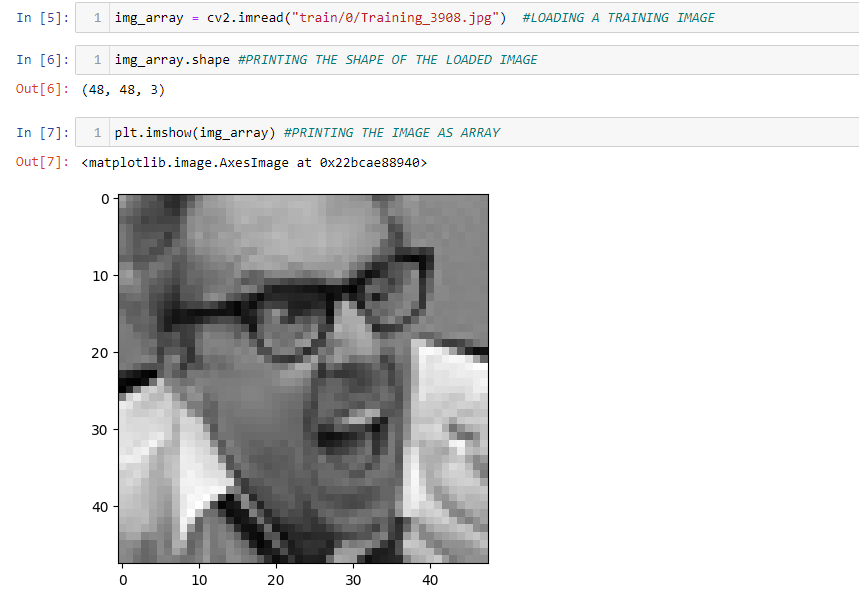 In [5]: 1 img_array = cv2.imread("train/0/Training_3908.jpg")  #LOADING A TRAINING IMAGE
In [6]: 1 img_array.shape #PRINTING THE SHAPE OF THE LOADED IMAGE
Out[6]: (48, 48, 3)
In [7]: 1 plt.imshow(img_array) #PRINTING THE IMAGE AS ARRAY
Out[7]: <matplotlib.image.AxesImage at 0x22bcae88940>
0
10
20
30
40
0 10 20 30 40